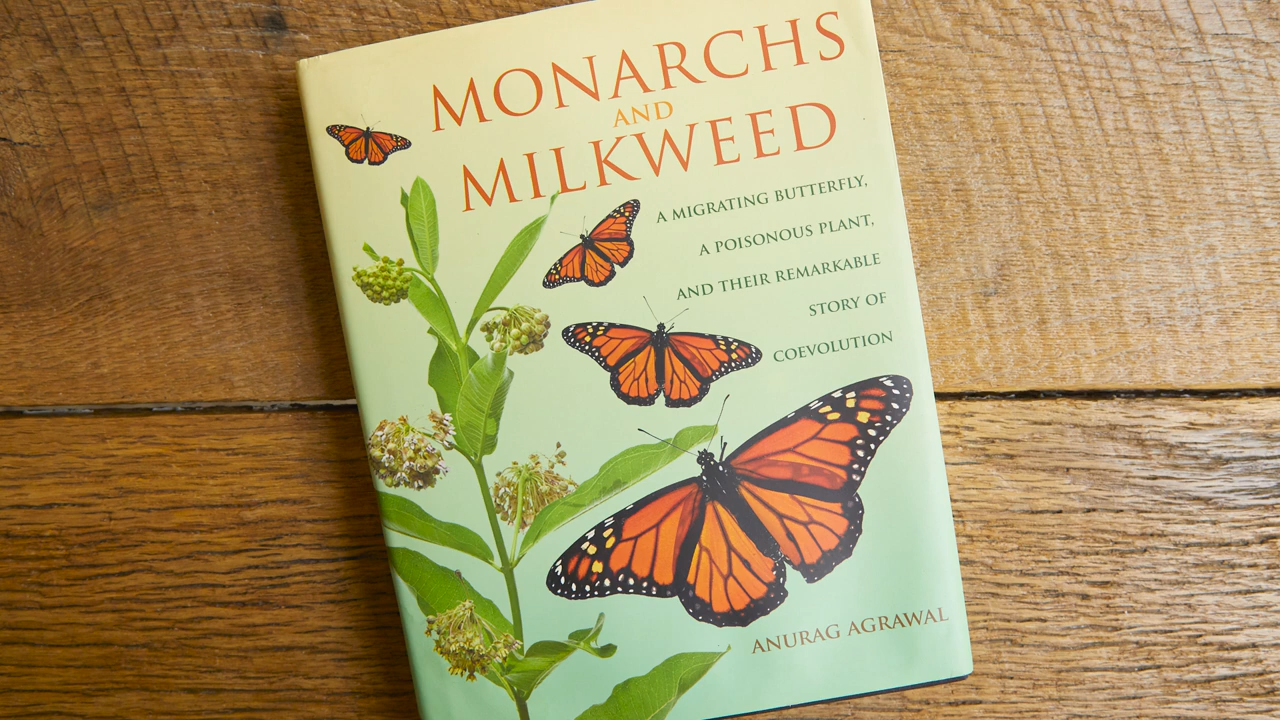 MONARCHS
AND
MILKWEED
A MIGRATING BUTTERFLY,
A POISONOUS PLANT,
AND THEIR REMARKABLE
STORY OF
COEVOLUTION
ANURAG AGRAWAL